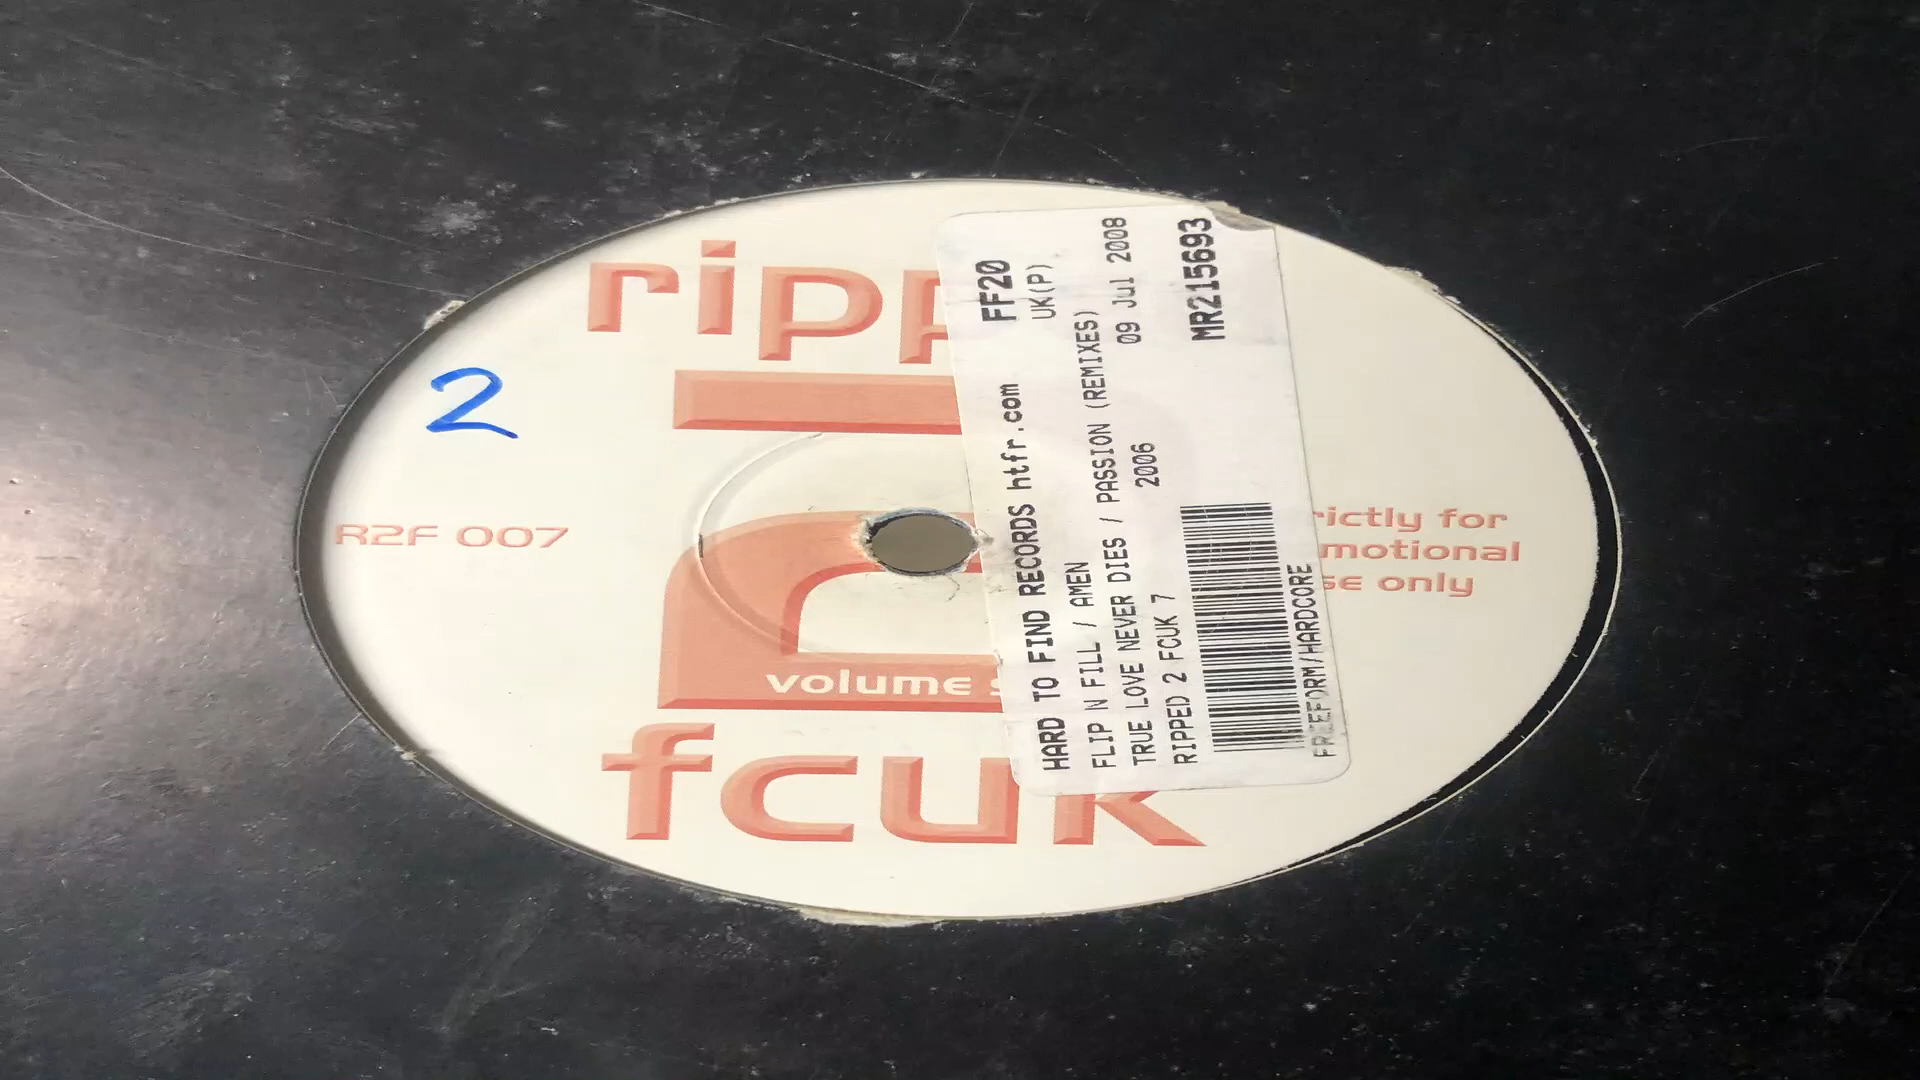 ripp
2
R2F 007
volume s
fcuk
rictly for
motional
se only
HARD TO FIND RECORDS htfr.com FF20
FLIP N FILL / AMEN UK(P)
TRUE LOVE NEVER DIES / PASSION (REMIXES)
RIPPED 2 FCUK 7 2006 09 Jul 2008
MR215693
FREEFORM/HARDCORE